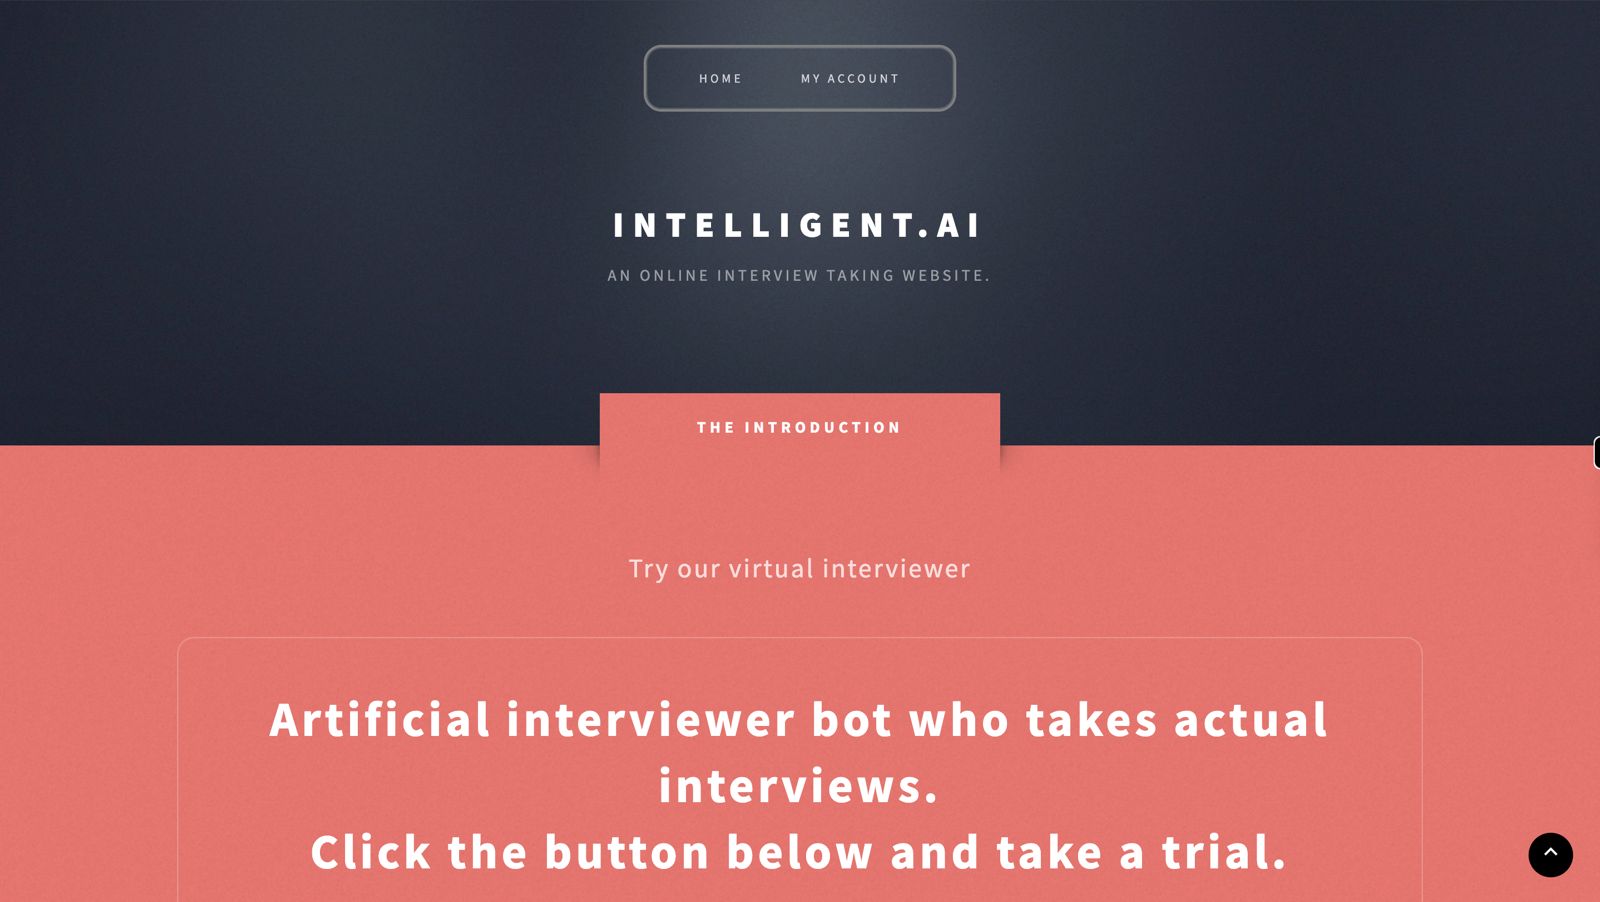 HOME MY ACCOUNT
INTELLIGENT.AI
AN ONLINE INTERVIEW TAKING WEBSITE.
THE INTRODUCTION
Try our virtual interviewer
Artificial interviewer bot who takes actual
interviews.
Click the button below and take a trial.